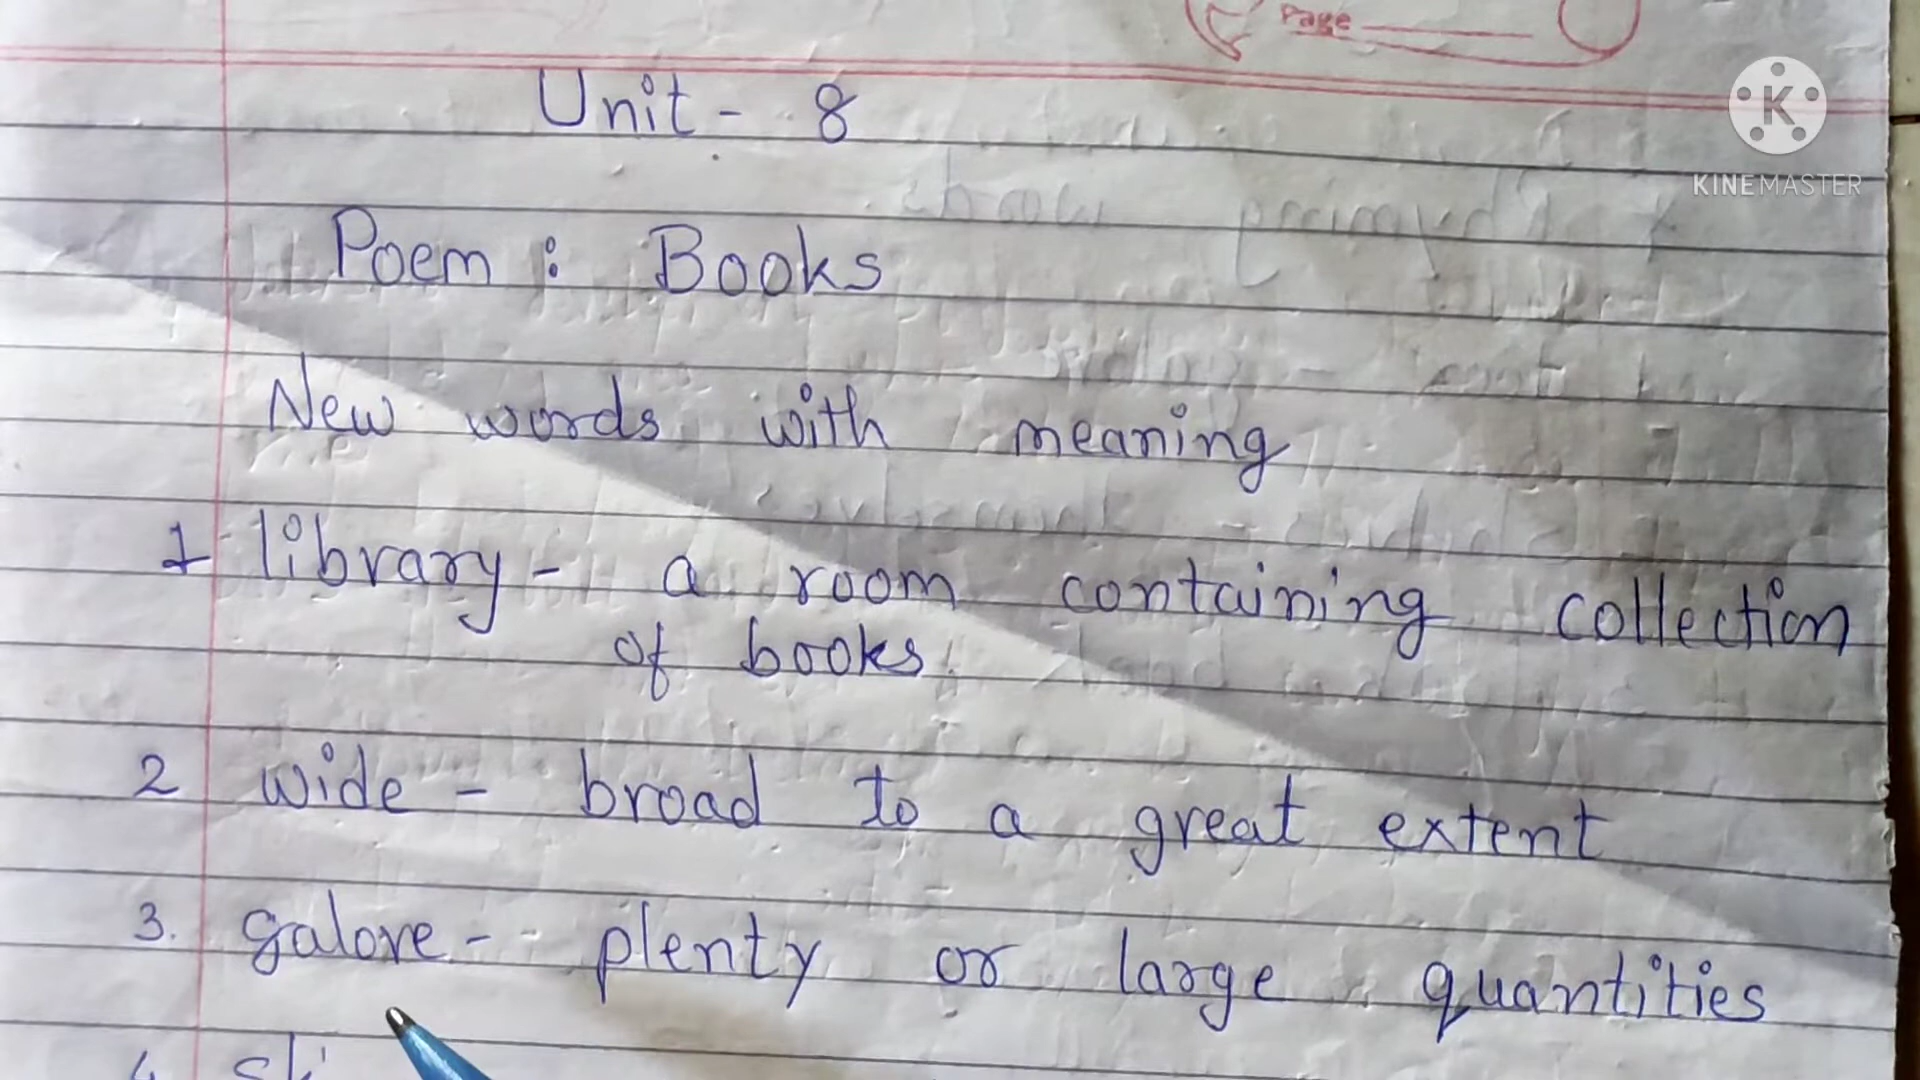 Page
KINEMASTER
Unit - 8
Poem : Books
New words with meaning
1 library - a room containing collection
of books.
2 wide - broad to a great extent
3. galore - plenty or large quantities
4